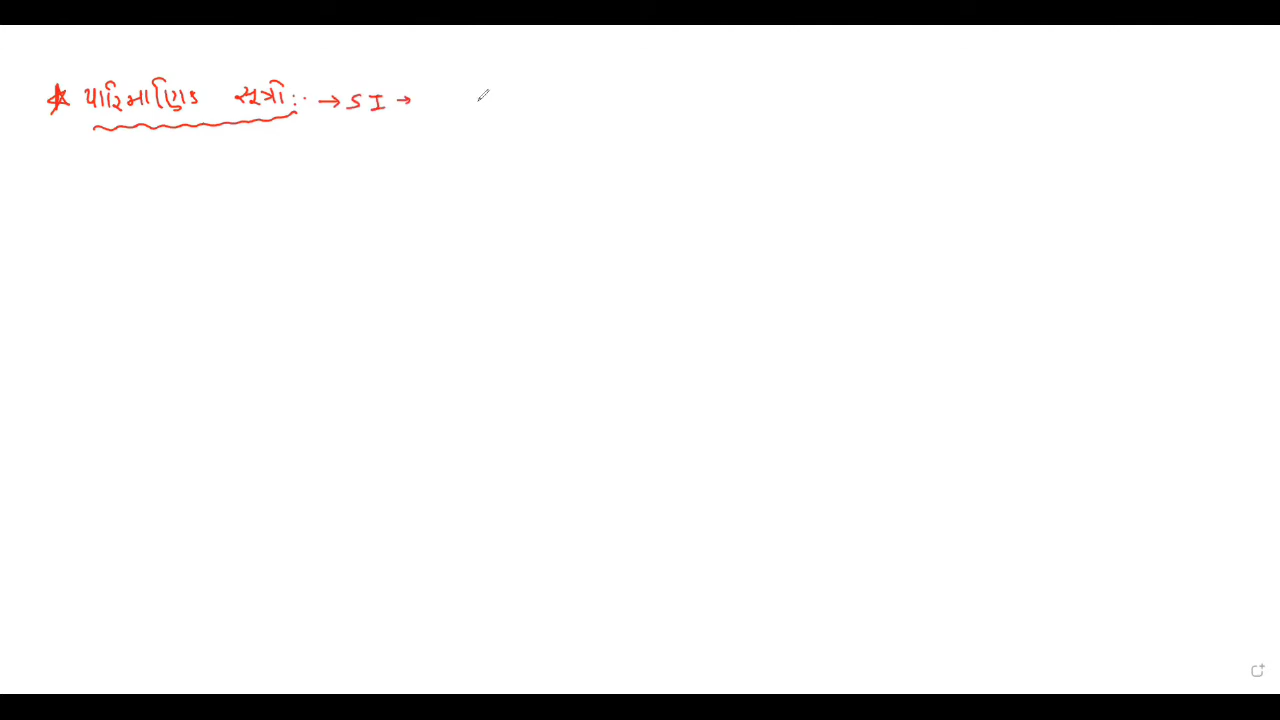 ★ પારિમાણિક સૂત્રો :- → SI →